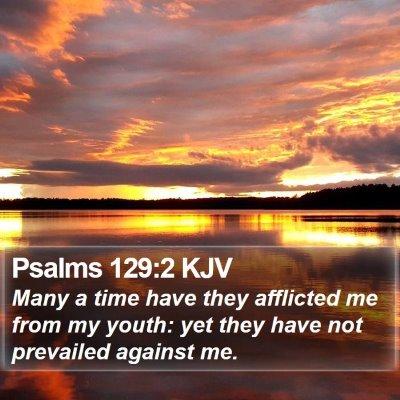 Psalms 129:2 KJV
Many a time have they afflicted me
from my youth: yet they have not
prevailed against me.